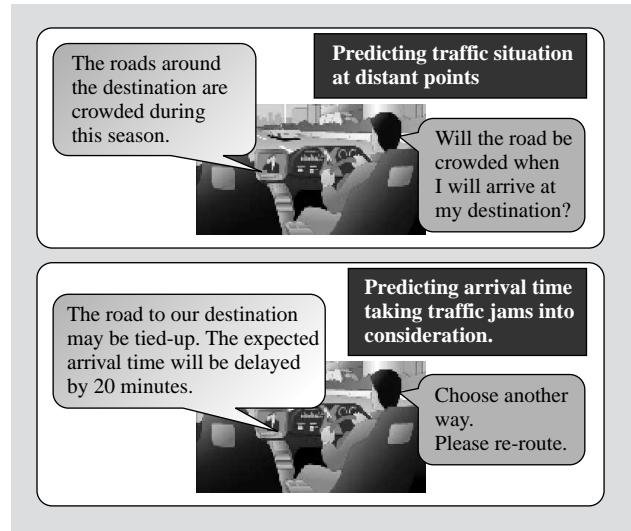 Predicting traffic situation
at distant points
The roads around
the destination are
crowded during
this season.
Will the road be
crowded when
I will arrive at
my destination?
Predicting arrival time
taking traffic jams into
consideration.
The road to our destination
may be tied-up. The expected
arrival time will be delayed
by 20 minutes.
Choose another
way.
Please re-route.